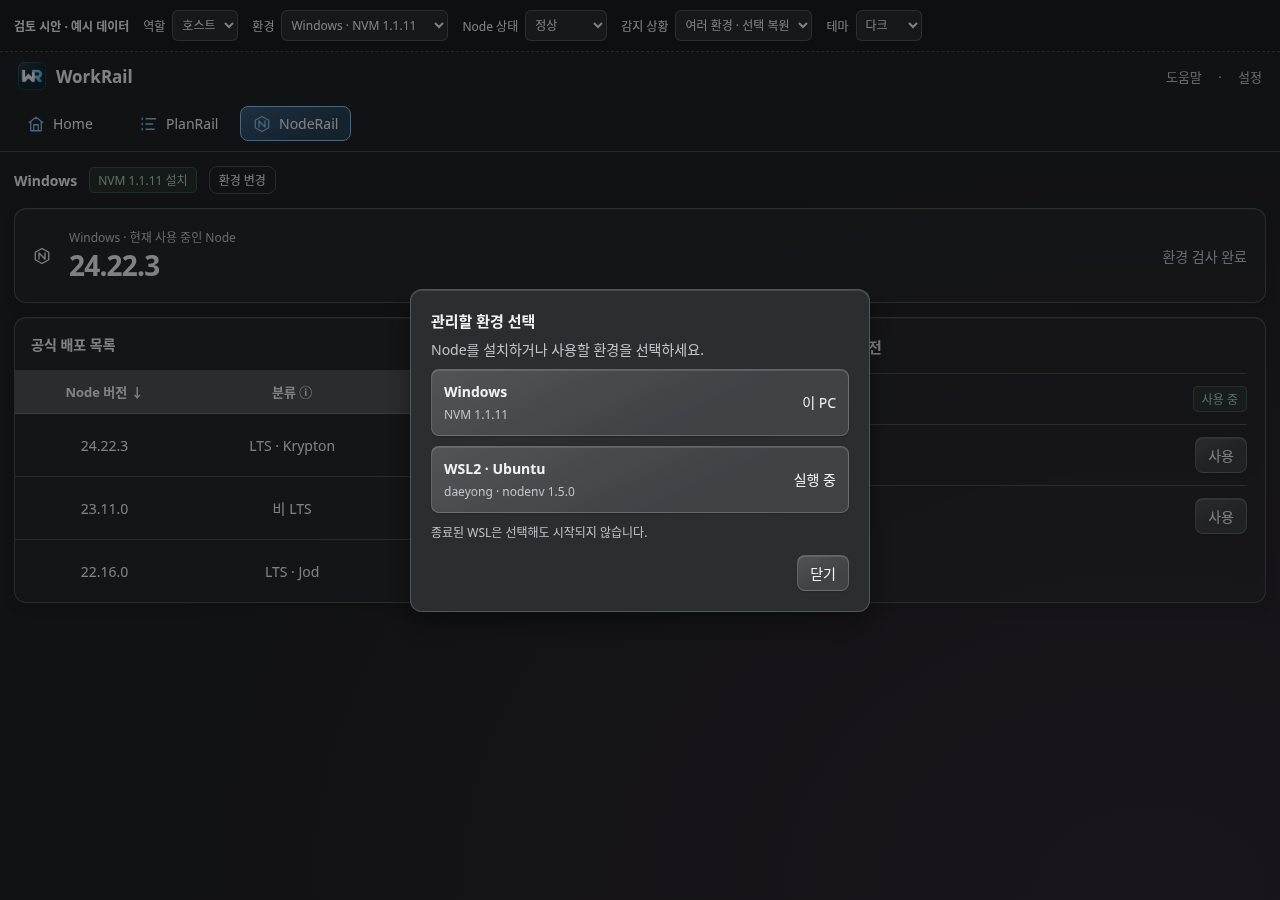 검토 시안 · 예시 데이터 역할 호스트 환경 Windows · NVM 1.1.11 Node 상태 정상 감지 상황 여러 환경 · 선택 복원 테마 다크
WR WorkRail 도움말 · 설정
Home PlanRail NodeRail
Windows NVM 1.1.11 설치 환경 변경
Windows · 현재 사용 중인 Node
24.22.3
환경 검사 완료
공식 배포 목록
Node 버전 ↓ 분류 ⓘ
24.22.3 LTS · Krypton
23.11.0 비 LTS
22.16.0 LTS · Jod
관리할 환경 선택
Node를 설치하거나 사용할 환경을 선택하세요.
Windows
NVM 1.1.11
이 PC
WSL2 · Ubuntu
daeyong · nodenv 1.5.0
실행 중
종료된 WSL은 선택해도 시작되지 않습니다.
닫기
전
사용 중
사용
사용